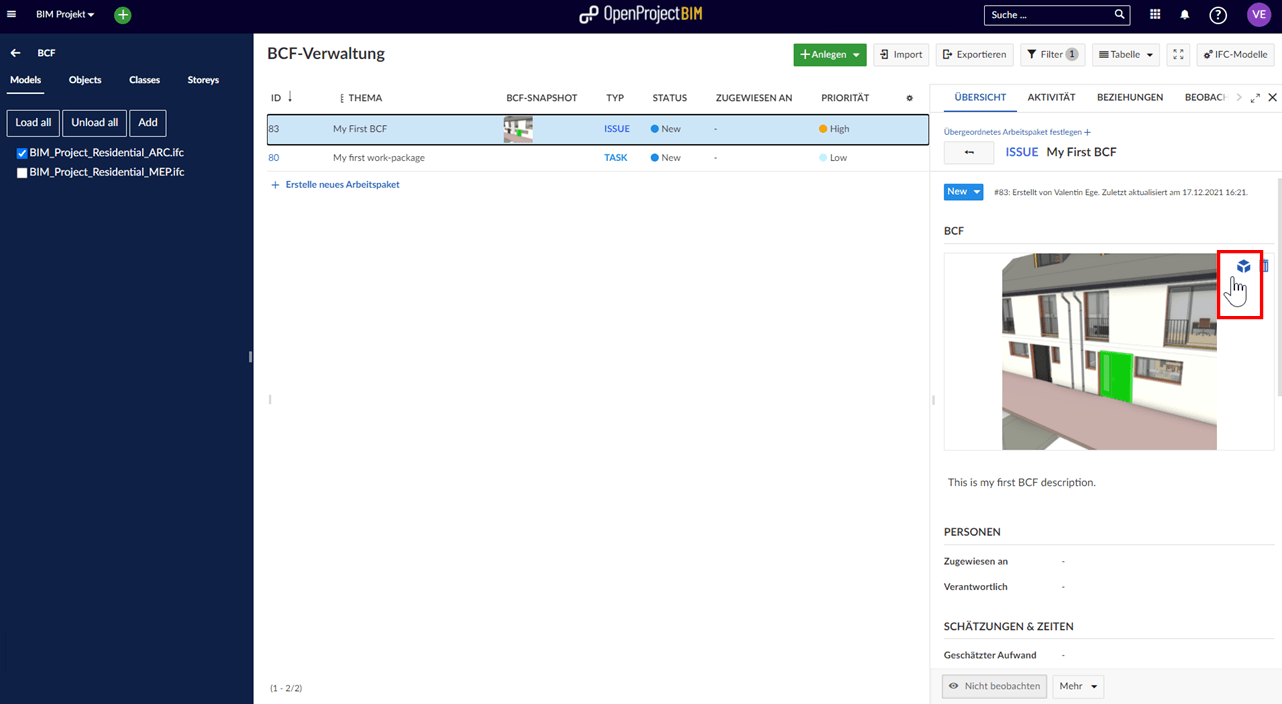 BIM Projekt
OpenProjectBIM
Suche ...
?
VE
BCF
Models Objects Classes Storeys
Load all Unload all Add
BIM_Project_Residential_ARC.ifc
BIM_Project_Residential_MEP.ifc
BCF-Verwaltung
+Anlegen Import Exportieren Filter 1 Tabelle IFC-Modelle
ID THEMA BCF-SNAPSHOT TYP STATUS ZUGEWIESEN AN PRIORITÄT
83 My First BCF ISSUE New - High
80 My first work-package TASK New - Low
+ Erstelle neues Arbeitspaket
(1 - 2/2)
ÜBERSICHT AKTIVITÄT BEZIEHUNGEN BEOBACH
Übergeordnetes Arbeitspaket festlegen +
ISSUE My First BCF
New #83: Erstellt von Valentin Ege. Zuletzt aktualisiert am 17.12.2021 16:21.
BCF
This is my first BCF description.
PERSONEN
Zugewiesen an -
Verantwortlich -
SCHÄTZUNGEN & ZEITEN
Geschätzter Aufwand -
Nicht beobachten Mehr